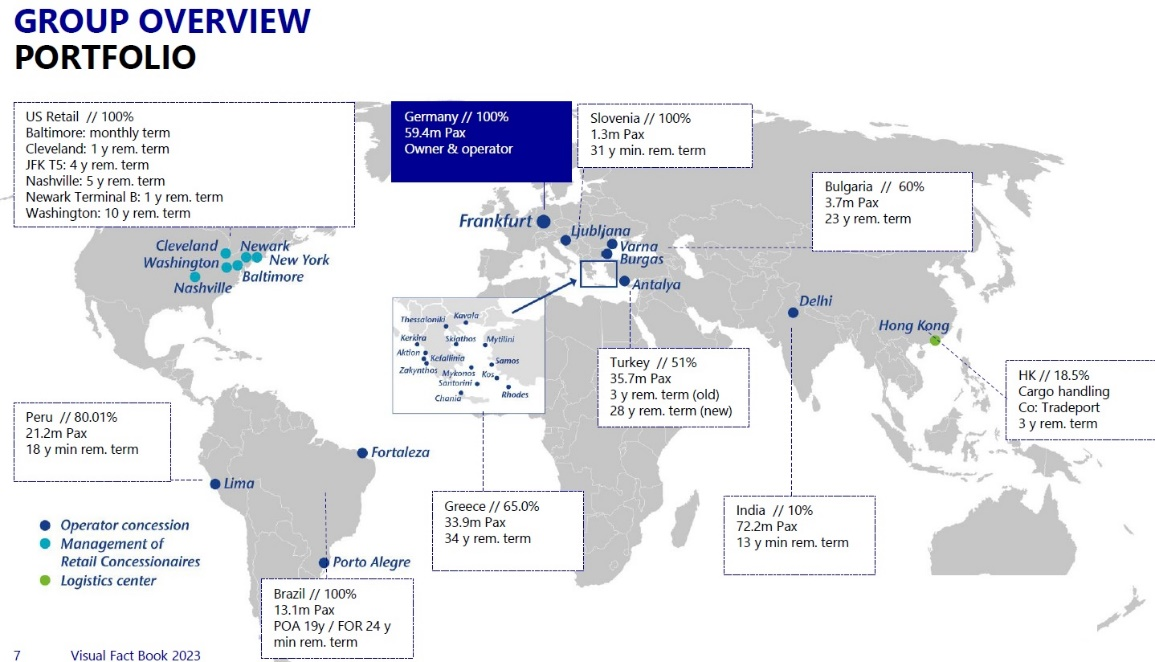 GROUP OVERVIEW
PORTFOLIO
US Retail // 100%
Baltimore: monthly term
Cleveland: 1 y rem. term
JFK T5: 4 y rem. term
Nashville: 5 y rem. term
Newark Terminal B: 1 y rem. term
Washington: 10 y rem. term
Germany // 100%
59.4m Pax
Owner & operator
Slovenia // 100%
1.3m Pax
31 y min. rem. term
Bulgaria // 60%
3.7m Pax
23 y rem. term
Frankfurt
Ljubljana
Varna
Burgas
Antalya
Cleveland
Newark
Washington
New York
Baltimore
Nashville
Delhi
Hong Kong
Thessaloniki
Kavala
Kerkira
Skiathos
Mytilini
Aktion
Kefallinia
Samos
Zakynthos
Mykonos
Kos
Santorini
Rhodes
Chania
Turkey // 51%
35.7m Pax
3 y rem. term (old)
28 y rem. term (new)
HK // 18.5%
Cargo handling
Co: Tradeport
3 y rem. term
Peru // 80.01%
21.2m Pax
18 y min rem. term
Fortaleza
Lima
Greece // 65.0%
33.9m Pax
34 y rem. term
India // 10%
72.2m Pax
13 y min rem. term
Operator concession
Management of
Retail Concessionaires
Logistics center
Porto Alegre
Brazil // 100%
13.1m Pax
POA 19y / FOR 24 y
min rem. term
7 Visual Fact Book 2023